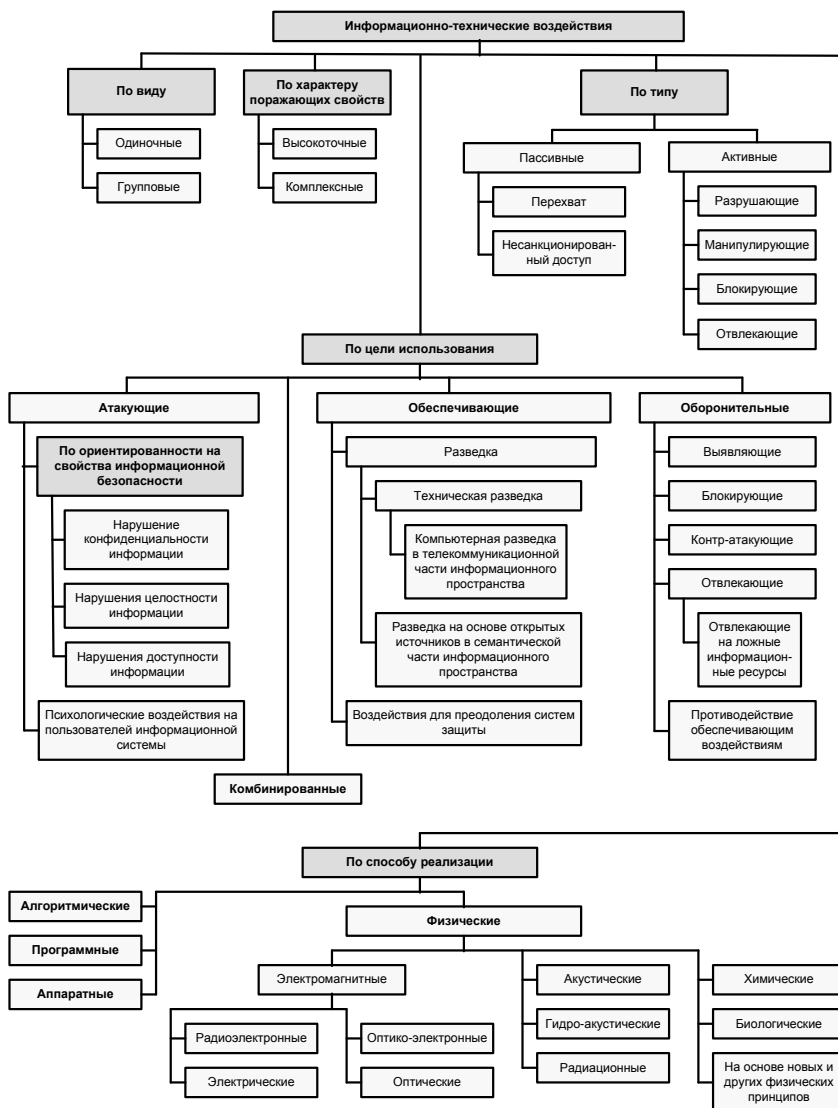 Информационно-технические воздействия
По виду
Одиночные
Групповые
По характеру
поражающих свойств
Высокоточные
Комплексные
По типу
Пассивные
Перехват
Несанкционирован-
ный доступ
Активные
Разрушающие
Манипулирующие
Блокирующие
Отвлекающие
По цели использования
Атакующие
По ориентированности на
свойства информационной
безопасности
Нарушение
конфиденциальности
информации
Нарушения целостности
информации
Нарушения доступности
информации
Психологические воздействия на
пользователей информационной
системы
Комбинированные
Обеспечивающие
Разведка
Техническая разведка
Компьютерная разведка
в телекоммуникационной
части информационного
пространства
Разведка на основе открытых
источников в семантической
части информационного
пространства
Воздействия для преодоления систем
защиты
Оборонительные
Выявляющие
Блокирующие
Контр-атакующие
Отвлекающие
Отвлекающие
на ложные
информацион-
ные ресурсы
Противодействие
обеспечивающим
воздействиям
По способу реализации
Алгоритмические
Программные
Аппаратные
Физические
Электромагнитные
Радиоэлектронные
Оптико-электронные
Электрические
Оптические
Акустические
Гидро-акустические
Радиационные
Химические
Биологические
На основе новых и
других физических
принципов